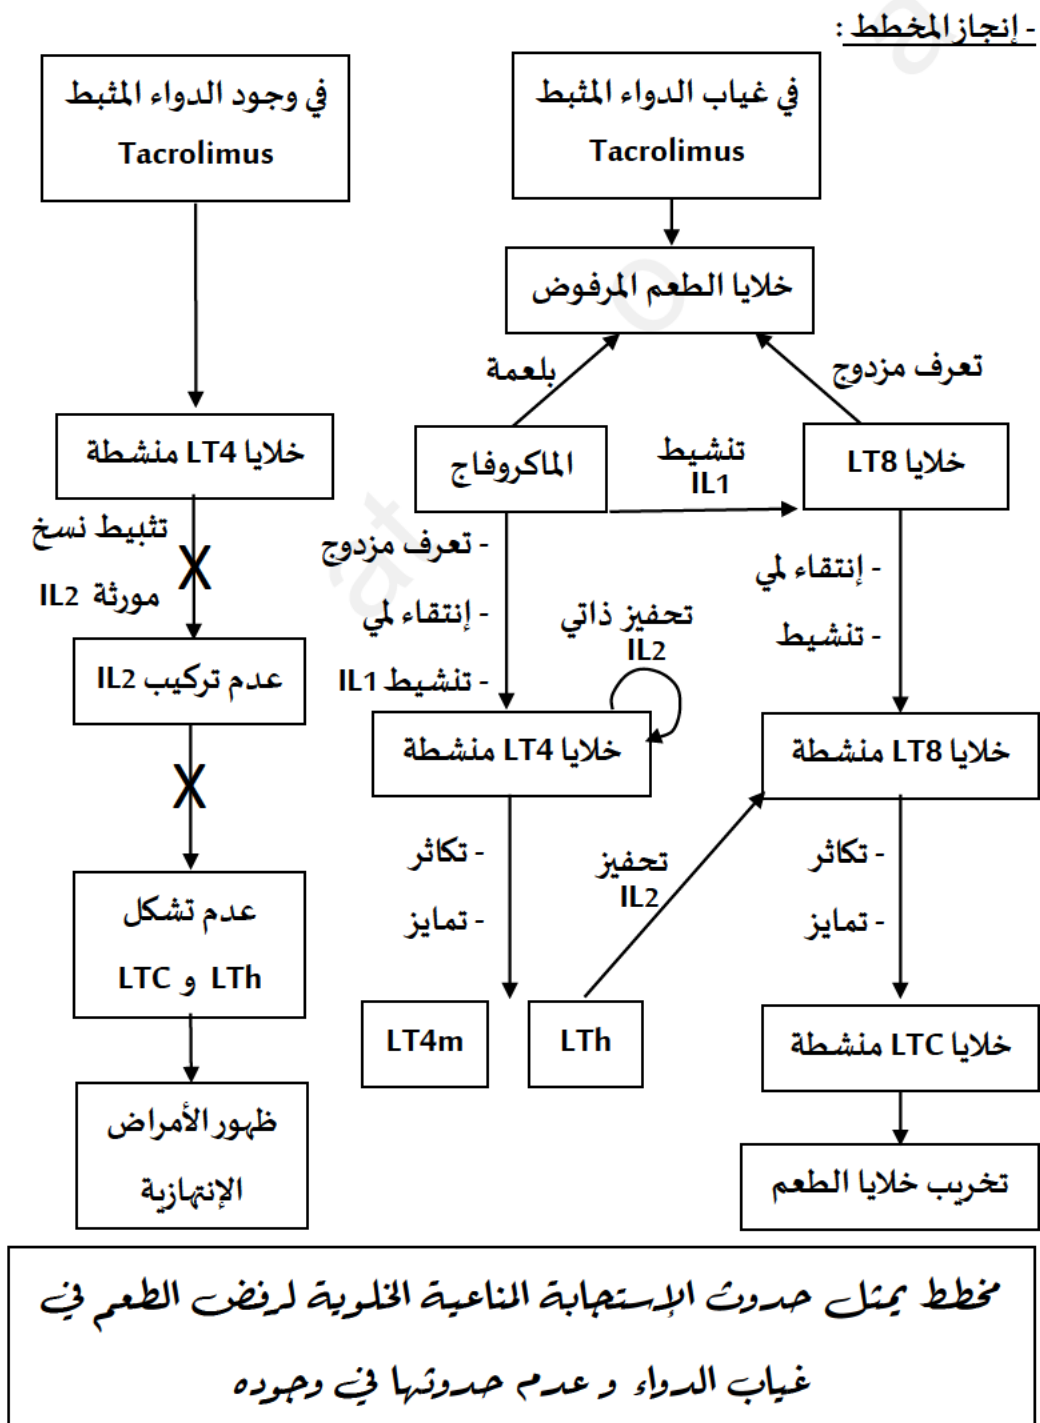 - إنجاز المخطط :
في غياب الدواء المثبط
Tacrolimus
خلايا الطعم المرفوض
بلعمة
تعرف مزدوج
الماكروفاج
تنشيط
IL1
خلايا LT8
- تعرف مزدوج
- إنتقاء لمي
- تنشيط IL1
تحفيز ذاتي
IL2
- إنتقاء لمي
- تنشيط
خلايا LT4 منشطة
خلايا LT8 منشطة
- تكاثر
- تمايز
تحفيز
IL2
- تكاثر
- تمايز
LT4m
LTh
خلايا LTC منشطة
تخريب خلايا الطعم
في وجود الدواء المثبط
Tacrolimus
خلايا LT4 منشطة
تثبيط نسخ
مورثة IL2
X
عدم تركيب IL2
X
عدم تشكل
LTh و LTC
ظهور الأمراض
الإنتهازية
مخطط يمثل حدوث الإستجابة المناعية الخلوية لرفض الطعم في
غياب الدواء و عدم حدوثها في وجوده